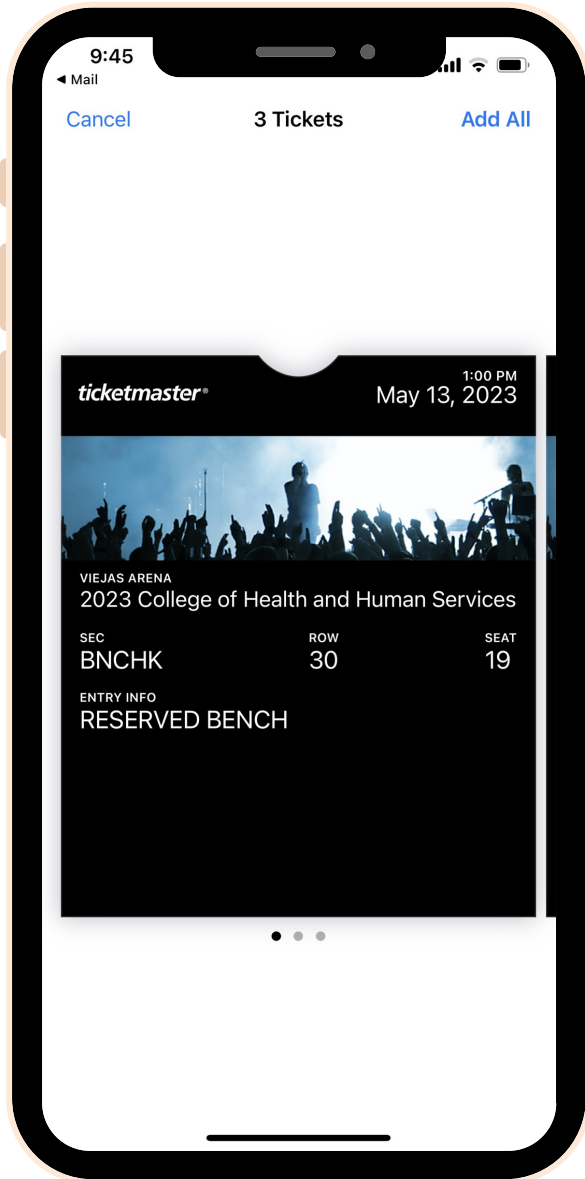 9:45
◀ Mail
Cancel 3 Tickets Add All
ticketmaster®
1:00 PM
May 13, 2023
VIEJAS ARENA
2023 College of Health and Human Services
SEC ROW SEAT
BNCHK 30 19
ENTRY INFO
RESERVED BENCH